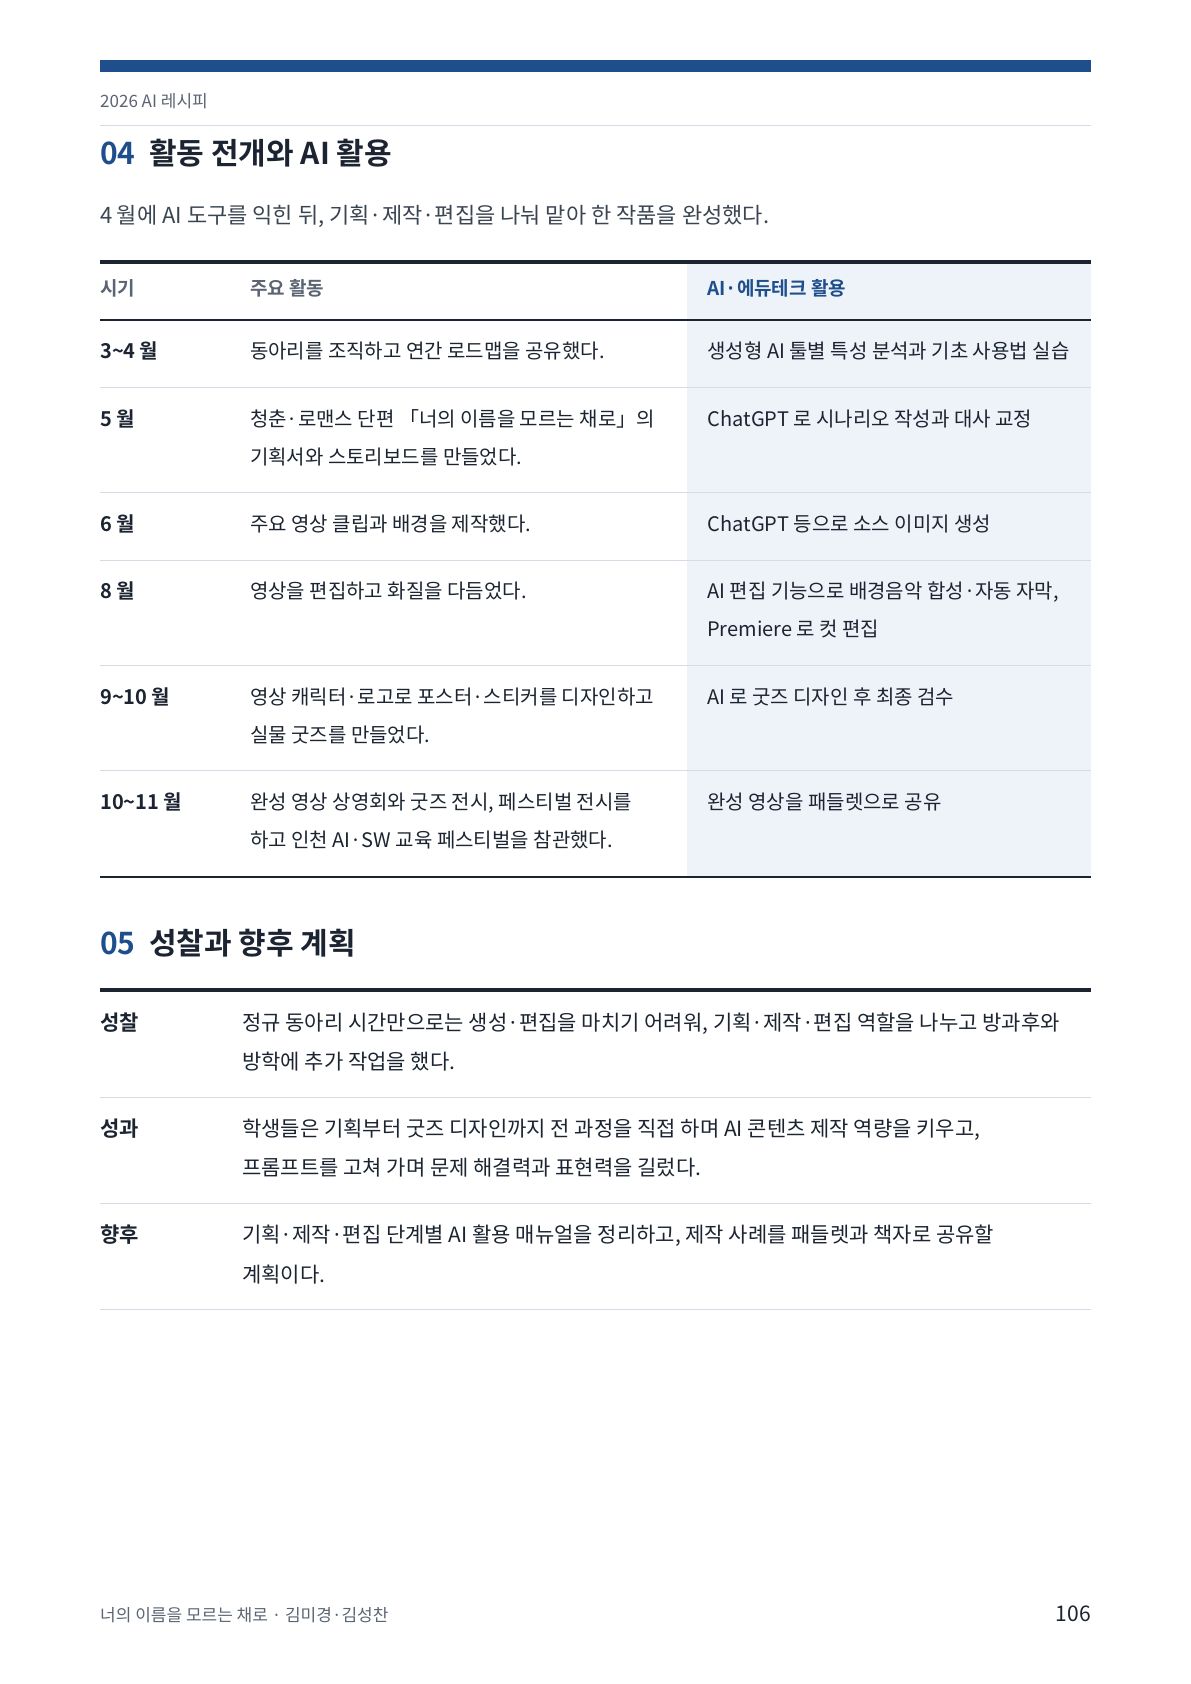 2026 AI 레시피
04 활동 전개와 AI 활용
4월에 AI 도구를 익힌 뒤, 기획·제작·편집을 나눠 맡아 한 작품을 완성했다.
시기 주요 활동 AI·에듀테크 활용
3~4월 동아리를 조직하고 연간 로드맵을 공유했다. 생성형 AI 툴별 특성 분석과 기초 사용법 실습
5월 청춘·로맨스 단편 「너의 이름을 모르는 채로」의 ChatGPT로 시나리오 작성과 대사 교정
기획서와 스토리보드를 만들었다.
6월 주요 영상 클립과 배경을 제작했다. ChatGPT 등으로 소스 이미지 생성
8월 영상을 편집하고 화질을 다듬었다. AI 편집 기능으로 배경음악 합성·자동 자막,
Premiere로 컷 편집
9~10월 영상 캐릭터·로고로 포스터·스티커를 디자인하고 AI로 굿즈 디자인 후 최종 검수
실물 굿즈를 만들었다.
10~11월 완성 영상 상영회와 굿즈 전시, 페스티벌 전시를 완성 영상을 패들렛으로 공유
하고 인천 AI·SW 교육 페스티벌을 참관했다.
05 성찰과 향후 계획
성찰 정규 동아리 시간만으로는 생성·편집을 마치기 어려워, 기획·제작·편집 역할을 나누고 방과후와
방학에 추가 작업을 했다.
성과 학생들은 기획부터 굿즈 디자인까지 전 과정을 직접 하며 AI 콘텐츠 제작 역량을 키우고,
프롬프트를 고쳐 가며 문제 해결력과 표현력을 길렀다.
향후 기획·제작·편집 단계별 AI 활용 매뉴얼을 정리하고, 제작 사례를 패들렛과 책자로 공유할
계획이다.
너의 이름을 모르는 채로 · 김미경·김성찬 106